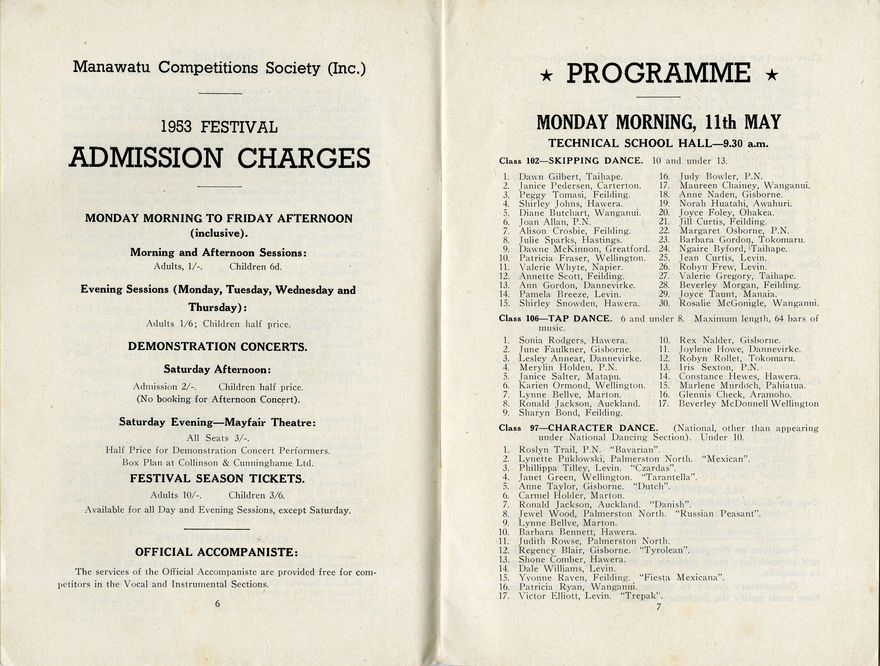 Manawatu Competitions Society (Inc.)
1953 FESTIVAL
ADMISSION CHARGES
MONDAY MORNING TO FRIDAY AFTERNOON
(inclusive).
Morning and Afternoon Sessions:
Adults, 1/-. Children 6d.
Evening Sessions (Monday, Tuesday, Wednesday and
Thursday):
Adults 1/6; Children half price.
DEMONSTRATION CONCERTS.
Saturday Afternoon:
Admission 2/-. Children half price.
(No booking for Afternoon Concert).
Saturday Evening—Mayfair Theatre:
All Seats 3/-.
Half Price for Demonstration Concert Performers.
Box Plan at Collinson & Cunninghame Ltd.
FESTIVAL SEASON TICKETS.
Adults 10/-. Children 3/6.
Available for all Day and Evening Sessions, except Saturday.
OFFICIAL ACCOMPANISTE:
The services of the Official Accompaniste are provided free for com-
petitors in the Vocal and Instrumental Sections.
6
★ PROGRAMME ★
MONDAY MORNING, 11th MAY
TECHNICAL SCHOOL HALL—9.30 a.m.
Class 102—SKIPPING DANCE. 10 and under 13.
1. Dawn Gilbert, Taihape.
2. Janice Pedersen, Carterton.
3. Peggy Tomasi, Feilding.
4. Shirley Johns, Hawera.
5. Diane Butchart, Wanganui.
6. Joan Allan, P.N.
7. Alison Crosbie, Feilding.
8. Julie Sparks, Hastings.
9. Dawne McKinnon, Greatford.
10. Patricia Fraser, Wellington.
11. Valerie Whyte, Napier.
12. Annette Scott, Feilding.
13. Ann Gordon, Dannevirke.
14. Pamela Breeze, Levin.
15. Shirley Snowden, Hawera.
16. Judy Bowler, P.N.
17. Maureen Chainey, Wanganui.
18. Anne Naden, Gisborne.
19. Norah Huatahi, Awahuri.
20. Joyce Foley, Ohakea.
21. Jill Curtis, Feilding.
22. Margaret Osborne, P.N.
23. Barbara Gordon, Tokomaru.
24. Ngaire Byford, Taihape.
25. Jean Curtis, Levin.
26. Robyn Frew, Levin.
27. Valerie Gregory, Taihape.
28. Beverley Morgan, Feilding.
29. Joyce Taunt, Manaia.
30. Rosalie McGonigle, Wanganui.
Class 106—TAP DANCE. 6 and under 8. Maximum length, 64 bars of
music.
1. Sonia Rodgers, Hawera.
2. June Faulkner, Gisborne.
3. Lesley Annear, Dannevirke.
4. Merylin Holden, P.N.
5. Janice Salter, Matapu.
6. Karien Ormond, Wellington.
7. Lynne Bellve, Marton.
8. Ronald Jackson, Auckland.
9. Sharyn Bond, Feilding.
10. Rex Nalder, Gisborne.
11. Joylene Howe, Dannevirke.
12. Robyn Rollet, Tokomaru.
13. Iris Sexton, P.N.
14. Constance Hewes, Hawera.
15. Marlene Murdoch, Pahiatua.
16. Glennis Check, Aramoho.
17. Beverley McDonnell Wellington
Class 97—CHARACTER DANCE. (National, other than appearing
under National Dancing Section). Under 10.
1. Roslyn Trail, P.N. "Bavarian".
2. Lynette Puklowski, Palmerston North. "Mexican".
3. Phillippa Tilley, Levin. "Czardas".
4. Janet Green, Wellington. "Tarantella".
5. Anne Taylor, Gisborne. "Dutch".
6. Carmel Holder, Marton.
7. Ronald Jackson, Auckland. "Danish".
8. Jewel Wood, Palmerston North. "Russian Peasant".
9. Lynne Bellve, Marton.
10. Barbara Bennett, Hawera.
11. Judith Rowse, Palmerston North.
12. Regency Blair, Gisborne. "Tyrolean".
13. Shone Comber, Hawera.
14. Dale Williams, Levin.
15. Yvonne Raven, Feilding. "Fiesta Mexicana".
16. Patricia Ryan, Wanganui.
17. Victor Elliott, Levin. "Trepak".
7